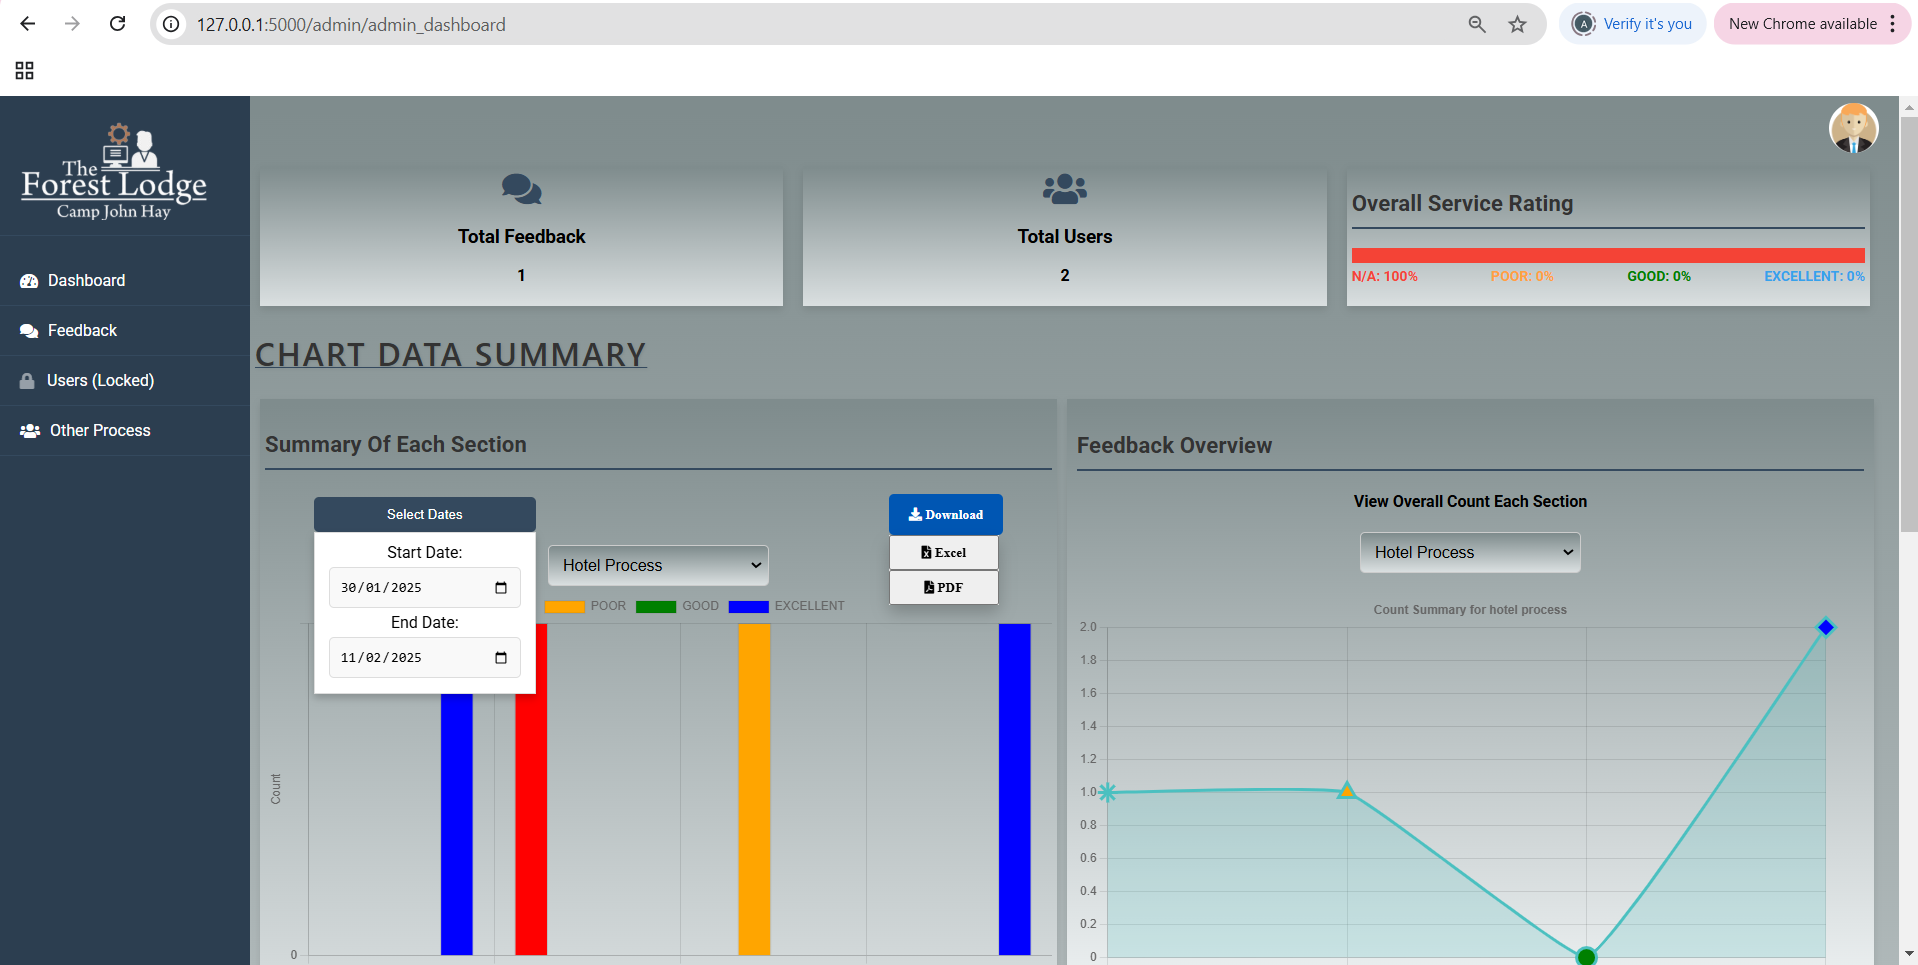 127.0.0.1:5000/admin/admin_dashboard
A
Verify it's you
New Chrome available
The
Forest Lodge
Camp John Hay
Dashboard
Feedback
Users (Locked)
Other Process
Total Feedback
1
Total Users
2
Overall Service Rating
N/A: 100% POOR: 0% GOOD: 0% EXCELLENT: 0%
CHART DATA SUMMARY
Summary Of Each Section
Select Dates
Start Date:
30/01/2025
End Date:
11/02/2025
Hotel Process
Download
Excel
PDF
POOR GOOD EXCELLENT
Count
0
Feedback Overview
View Overall Count Each Section
Hotel Process
Count Summary for hotel process
2.0
1.8
1.6
1.4
1.2
1.0
0.8
0.6
0.4
0.2
0